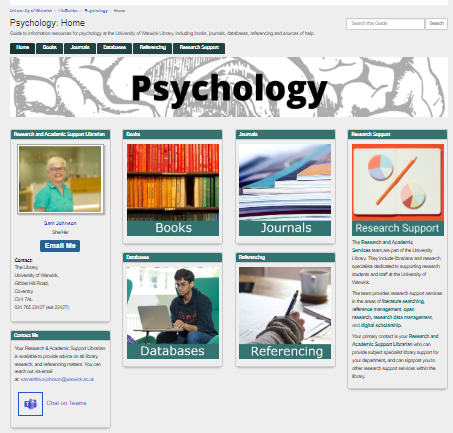 University of Warwick / LibGuides / Psychology / Home
Psychology: Home
Search this Guide Search
Guide to information resources for psychology at the University of Warwick Library, including books, journals, databases, referencing and sources of help.
Home Books Journals Databases Referencing Research Support
Psychology
Research and Academic Support Librarian
Sam Johnson
She/Her
Email Me
Contact:
The Library,
University of Warwick,
Gibbet Hill Road,
Coventry
CV4 7AL
Contact Me
Your Research & Academic Support Librarian
is available to provide advice on all library,
research, and referencing matters. You can
reach out via email
at: samantha.a.johnson@warwick.ac.uk
Chat on Teams
Books
Books
Databases
Databases
Journals
Journals
Referencing
Referencing
Research Support
Research Support
The Research and Academic
Services team are part of the University
Library. They include librarians and research
specialists dedicated to supporting research
students and staff at the University of
Warwick.
The team provides research support services
in the areas of literature searching,
reference management, open
research, research data management,
and digital scholarship.
Your primary contact is your Research and
Academic Support Librarian who can
provide subject specialist library support for
your department, and can signpost you to
other research support services within the
library.